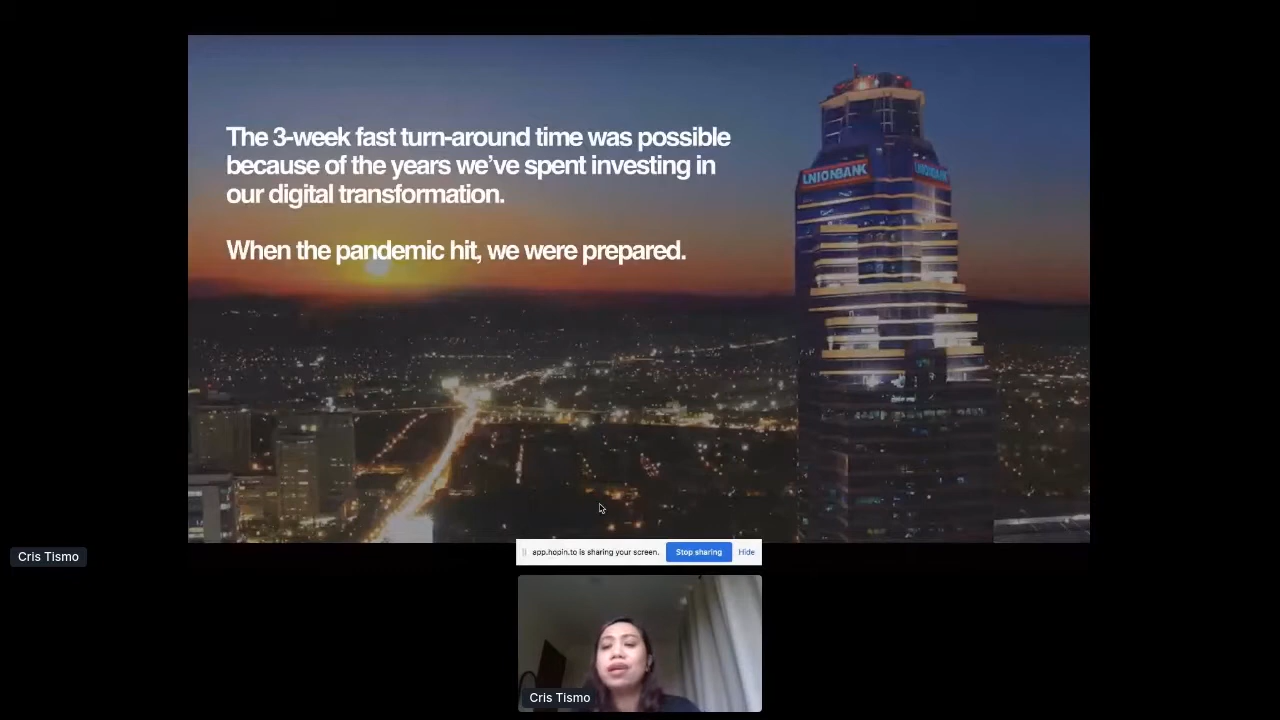 The 3-week fast turn-around time was possible
because of the years we've spent investing in
our digital transformation.
When the pandemic hit, we were prepared.
UNIONBANK
UNIONBANK
app.hopin.to is sharing your screen.
Stop sharing
Hide
Cris Tismo
Cris Tismo